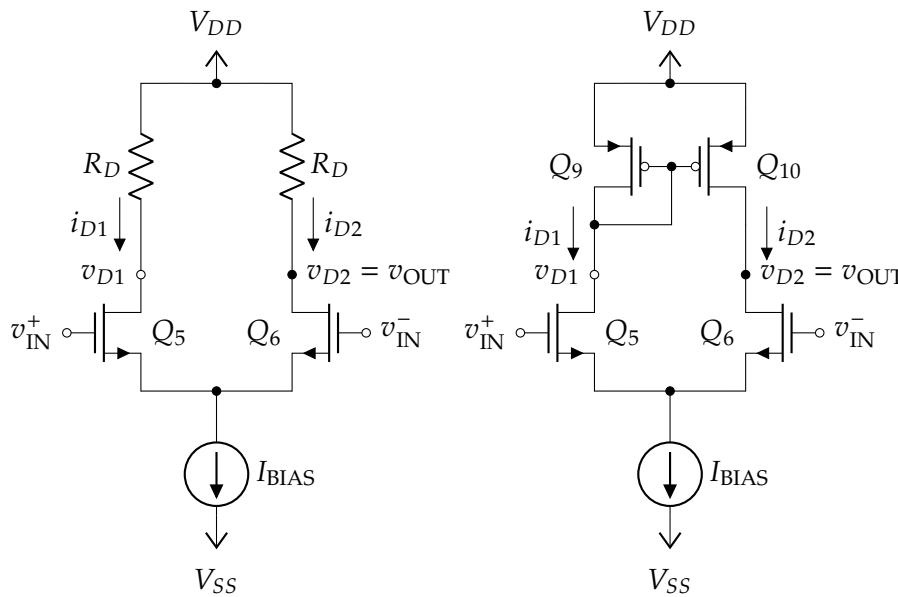 V_DD V_DD
R_D R_D Q_9 Q_10
i_D1 i_D2 i_D1 i_D2
v_D1 v_D2 = v_OUT v_D1 v_D2 = v_OUT
v_IN^+ Q_5 Q_6 v_IN^- v_IN^+ Q_5 Q_6 v_IN^-
I_BIAS I_BIAS
V_SS V_SS